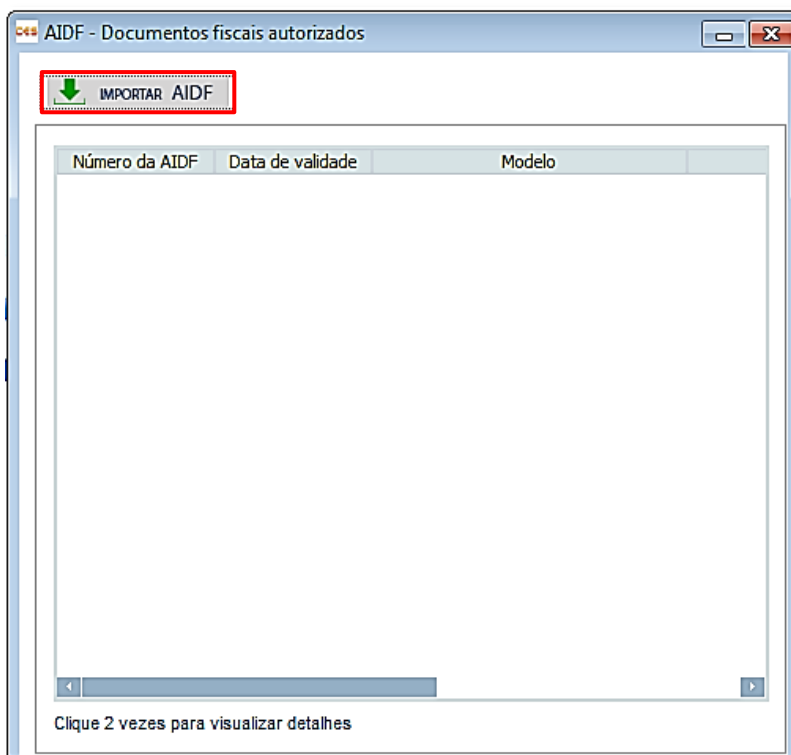 AIDF - Documentos fiscais autorizados
IMPORTAR AIDF
Número da AIDF Data de validade Modelo
Clique 2 vezes para visualizar detalhes